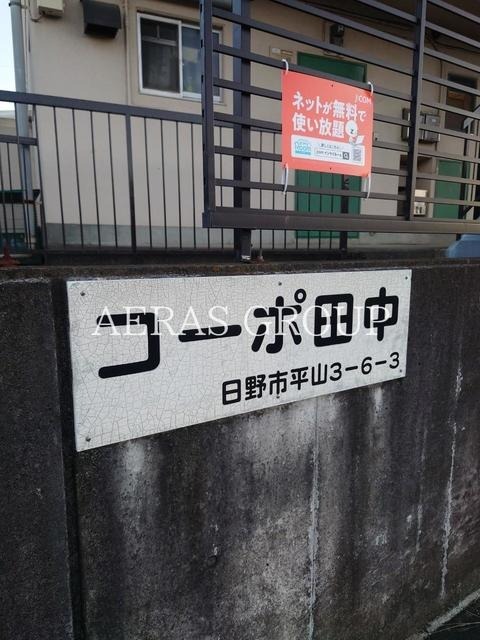 J:COM
ネットが無料で
使い放題
コーポ田中
日野市平山3-6-3
AERAS GROUP